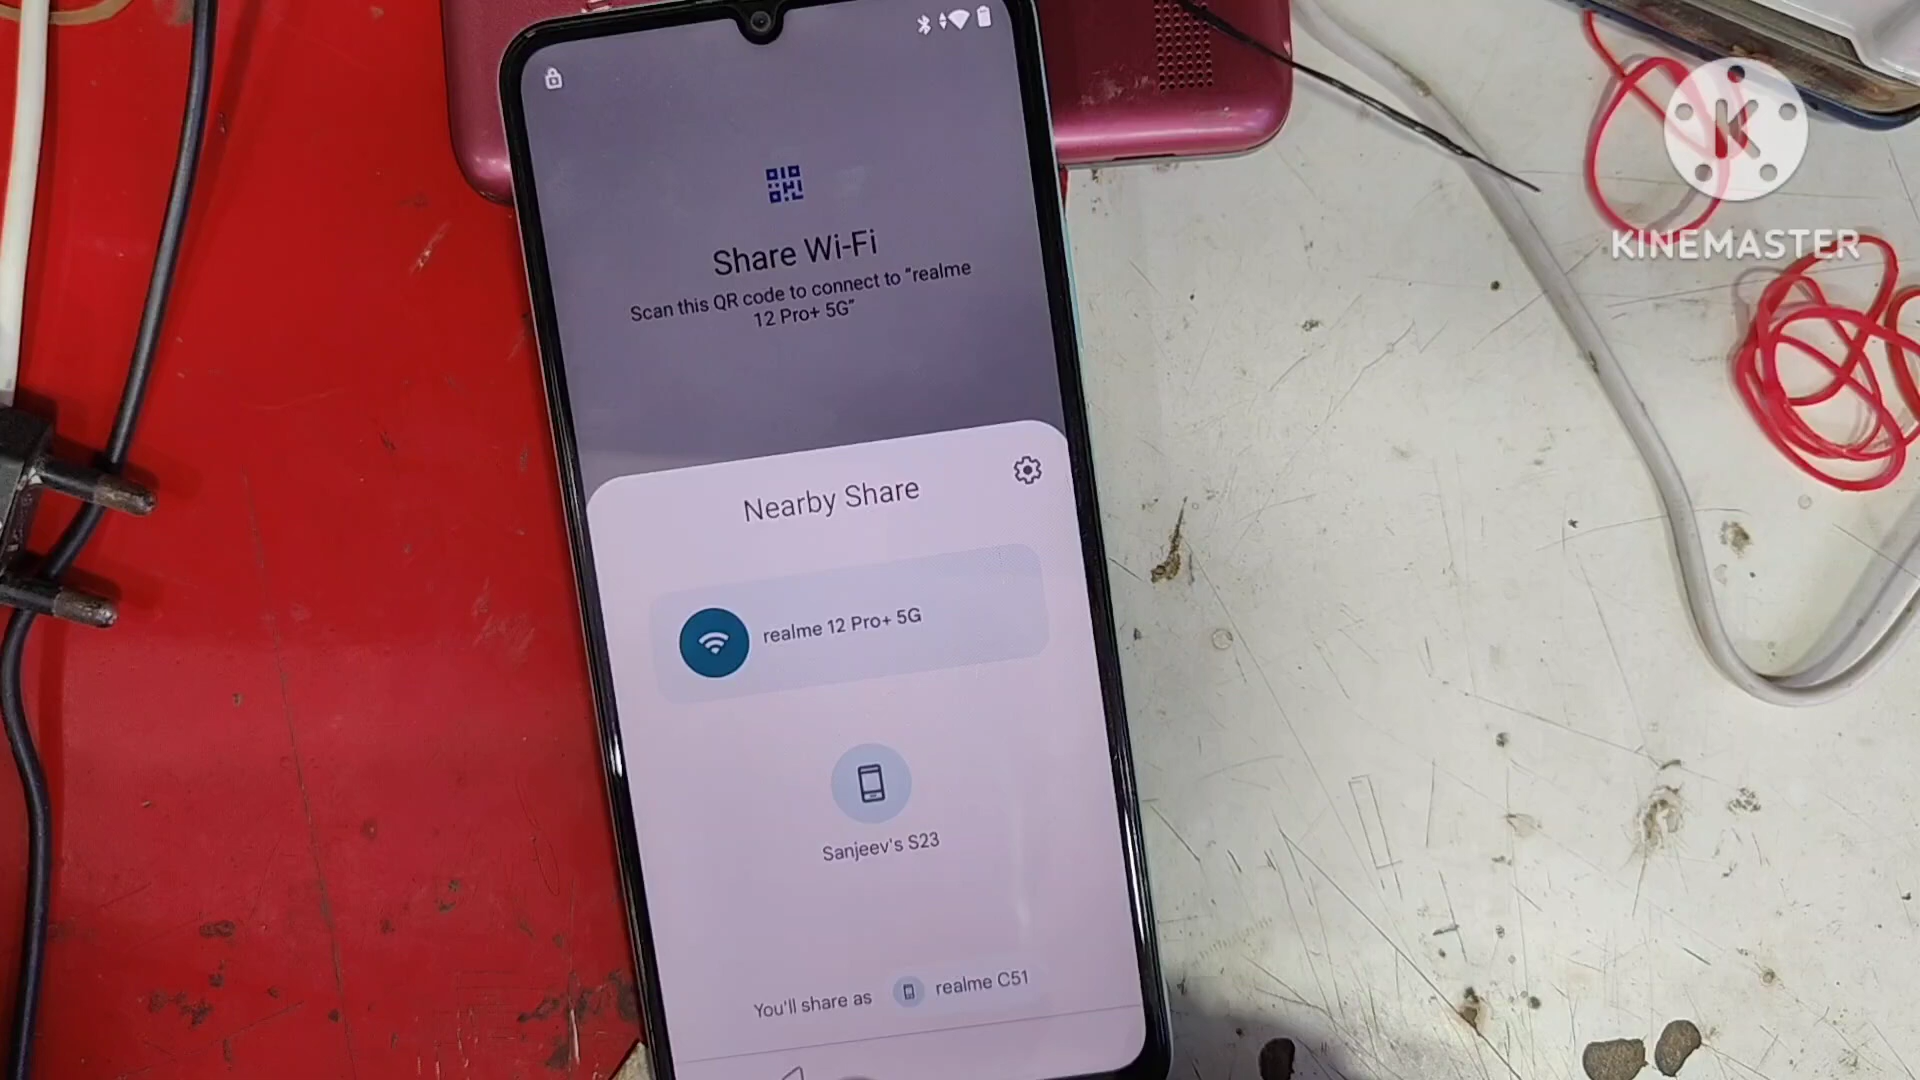 Share Wi-Fi
Scan this QR code to connect to "realme
12 Pro+ 5G"
Nearby Share
realme 12 Pro+ 5G
Sanjeev's S23
You'll share as realme C51
K
KINEMASTER